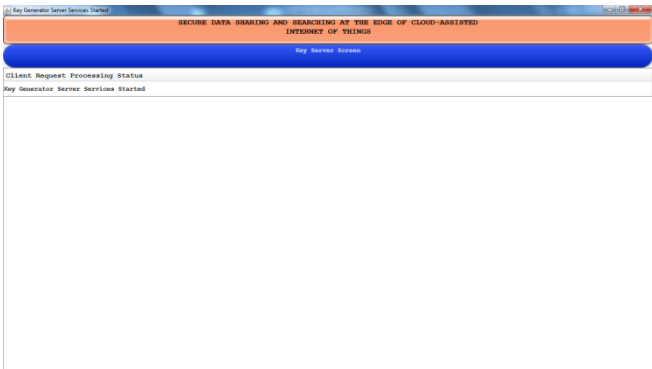 Key Generator Server Services Started
SECURE DATA SHARING AND SEARCHING AT THE EDGE OF CLOUD-ASSISTED
INTERNET OF THINGS
Key Server Screen
Client Request Processing Status
Key Generator Server Services Started